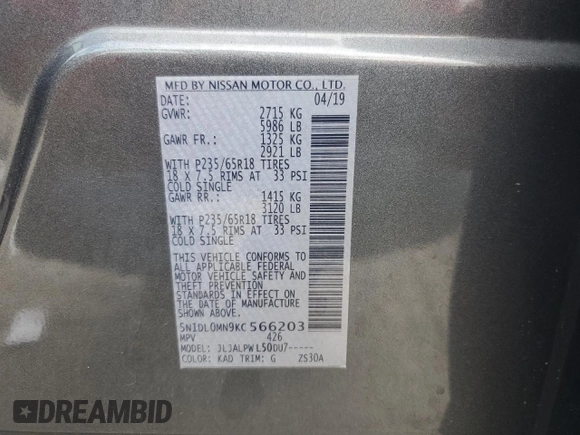 MFD BY NISSAN MOTOR CO., LTD.
DATE: 04/19
GVWR: 2715 KG
5986 LB
GAWR FR.: 1325 KG
2921 LB
WITH P235/65R18 TIRES
18 X 7.5 RIMS AT 33 PSI
COLD SINGLE
GAWR RR.: 1415 KG
3120 LB
WITH P235/65R18 TIRES
18 X 7.5 RIMS AT 33 PSI
COLD SINGLE
THIS VEHICLE CONFORMS TO
ALL APPLICABLE FEDERAL
MOTOR VEHICLE SAFETY AND
THEFT PREVENTION
STANDARDS IN EFFECT ON
THE DATE OF MANUFACTURE
SHOWN ABOVE.
5N1DL0MN9KC566203
MPV 426
MODEL: JLJALPWL50DU7-----
COLOR: KAD TRIM: G ZS30A
DREAMBID